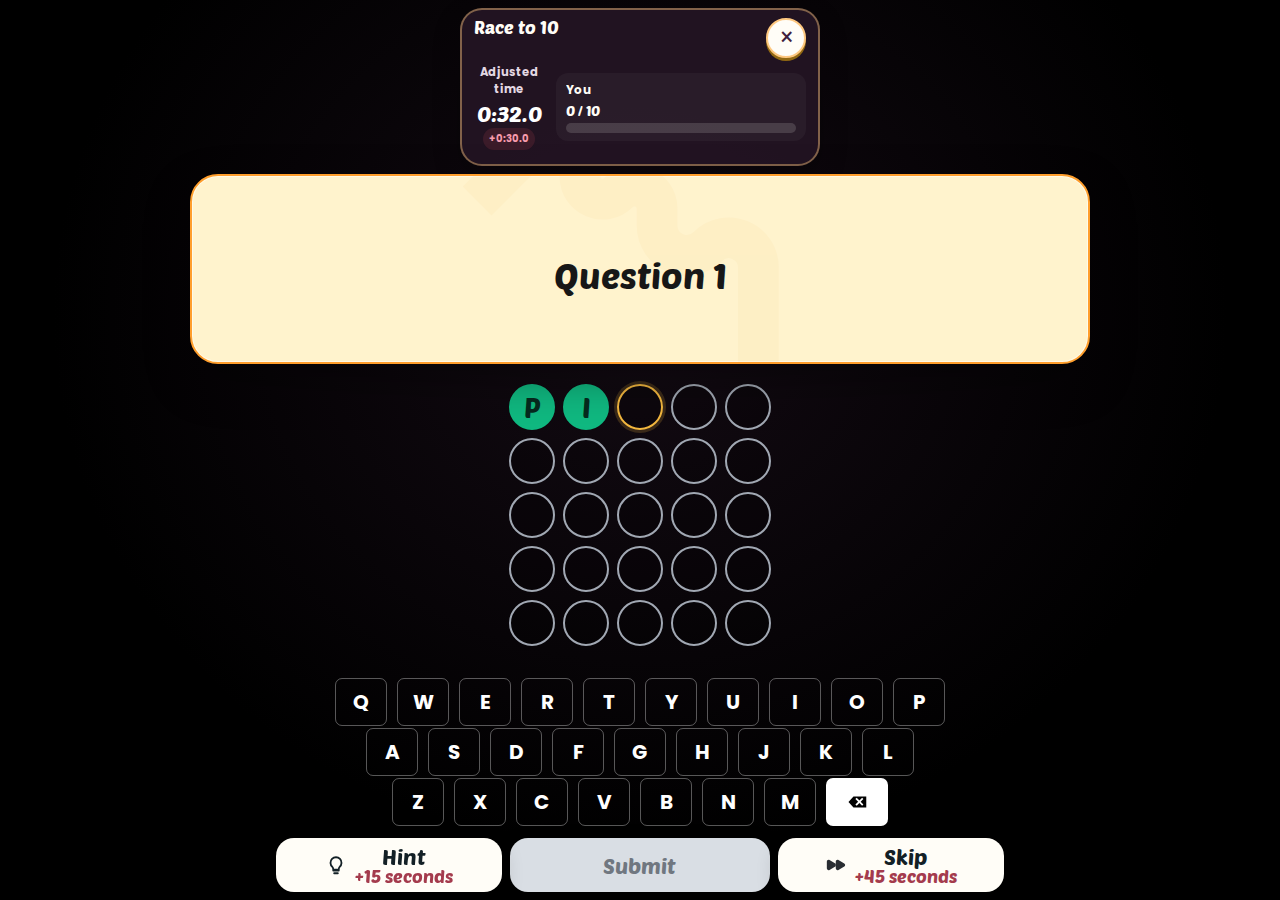 Race to 10
×
Adjusted
time
0:32.0
+0:30.0
You
0 / 10
Question 1
P I
Q W E R T Y U I O P
A S D F G H J K L
Z X C V B N M
Hint
+15 seconds
Submit
Skip
+45 seconds